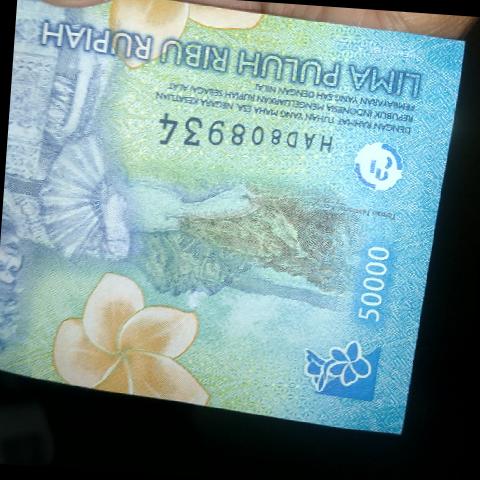 LIMA PULUH RIBU RUPIAH
DENGAN RAHMAT TUHAN YANG MAHA ESA, NEGARA KESATUAN
REPUBLIK INDONESIA MENGELUARKAN RUPIAH SEBAGAI ALAT
PEMBAYARAN YANG SAH DENGAN NILAI
HAD808934
50000